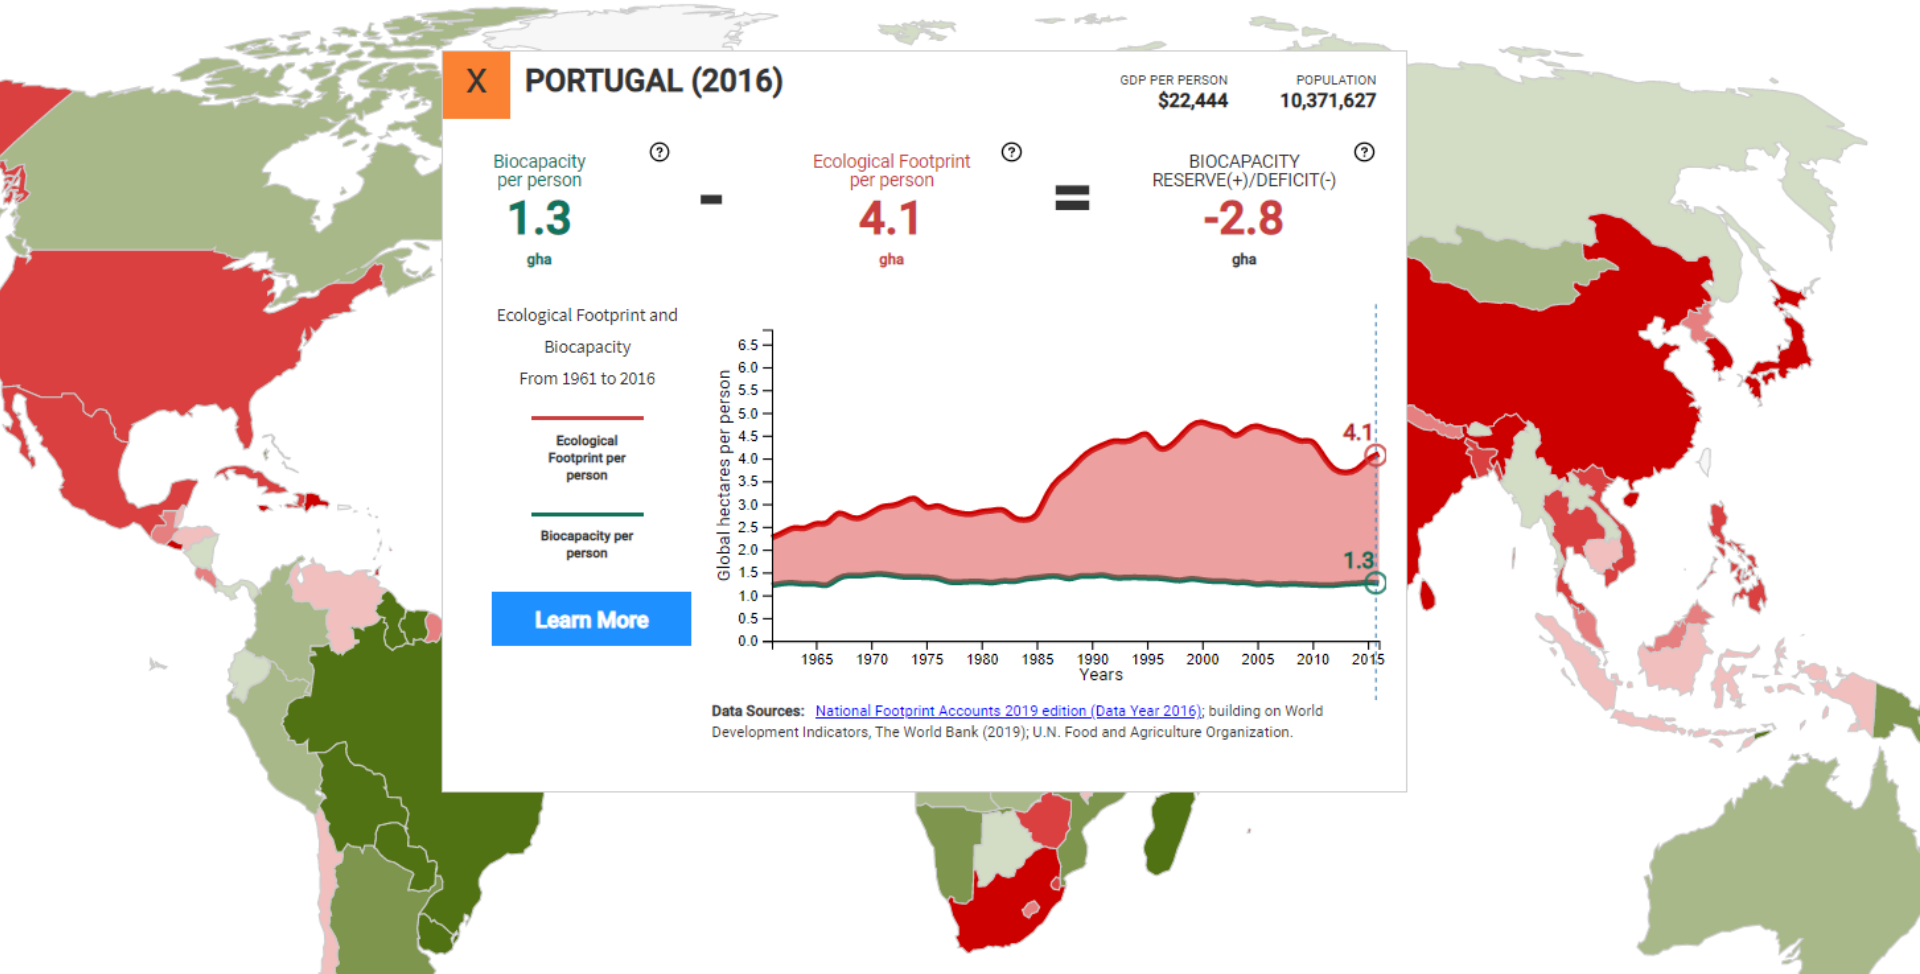 X
PORTUGAL (2016)
GDP PER PERSON
$22,444
POPULATION
10,371,627
Biocapacity
per person
1.3
gha
?
-
Ecological Footprint
per person
4.1
gha
?
=
BIOCAPACITY
RESERVE(+)/DEFICIT(-)
-2.8
gha
?
Ecological Footprint and
Biocapacity
From 1961 to 2016
Ecological
Footprint per
person
Biocapacity per
person
Learn More
Global hectares per person
6.5
6.0
5.5
5.0
4.5
4.0
3.5
3.0
2.5
2.0
1.5
1.0
0.5
0.0
4.1
1.3
1965 1970 1975 1980 1985 1990 1995 2000 2005 2010 2015
Years
Data Sources: National Footprint Accounts 2019 edition (Data Year 2016); building on World
Development Indicators, The World Bank (2019); U.N. Food and Agriculture Organization.